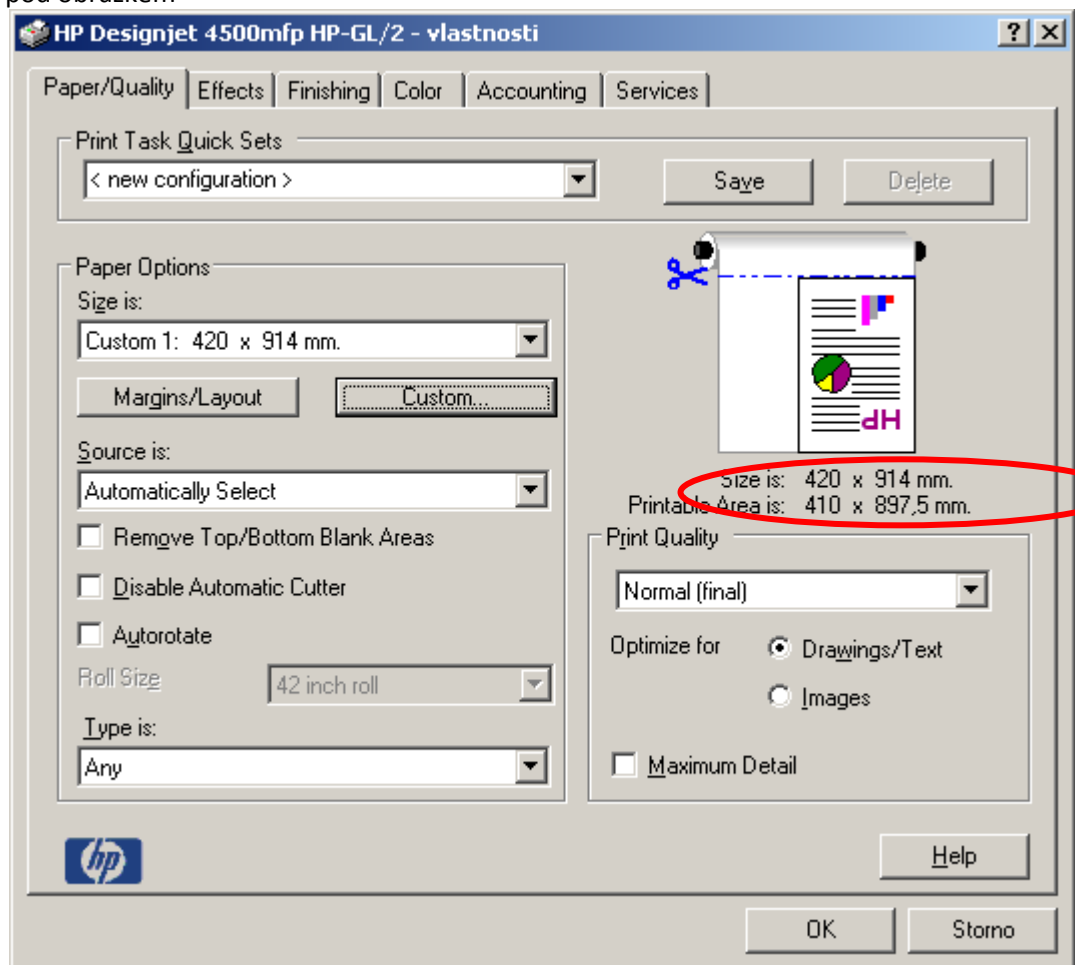 pod obrázkem
HP Designjet 4500mfp HP-GL/2 - vlastnosti
Paper/Quality Effects Finishing Color Accounting Services
Print Task Quick Sets
< new configuration >
Save
Delete
Paper Options
Size is:
Custom 1: 420 x 914 mm.
Margins/Layout
Custom...
Source is:
Automatically Select
Remove Top/Bottom Blank Areas
Disable Automatic Cutter
Autorotate
Roll Size
42 inch roll
Type is:
Any
HP
Size is: 420 x 914 mm.
Printable Area is: 410 x 897,5 mm.
Print Quality
Normal (final)
Optimize for
Drawings/Text
Images
Maximum Detail
hp
Help
OK
Storno